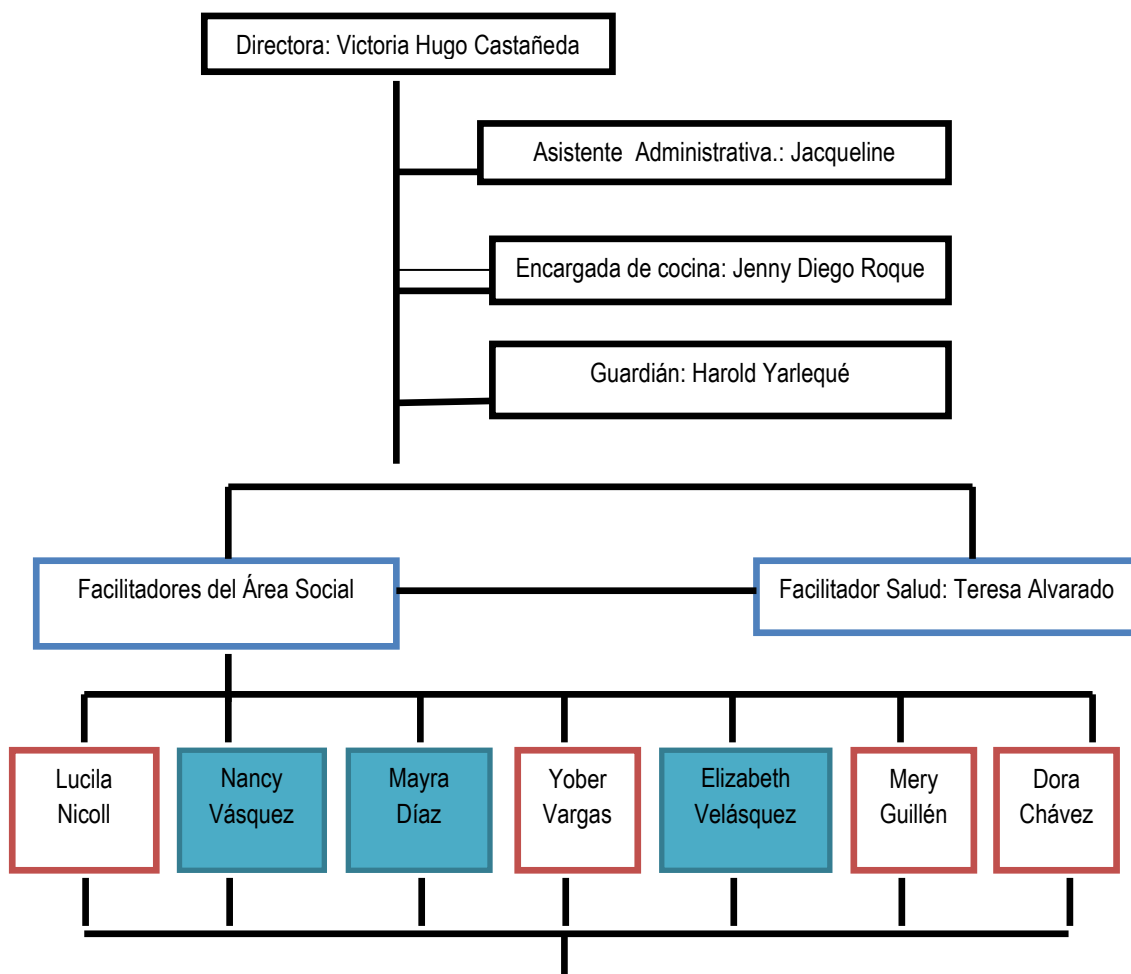 Directora: Victoria Hugo Castañeda
Asistente  Administrativa.: Jacqueline
Encargada de cocina: Jenny Diego Roque
Guardián: Harold Yarlequé
Facilitadores del Área Social
Facilitador Salud: Teresa Alvarado
Lucila
Nicoll
Nancy
Vásquez
Mayra
Díaz
Yober
Vargas
Elizabeth
Velásquez
Mery
Guillén
Dora
Chávez